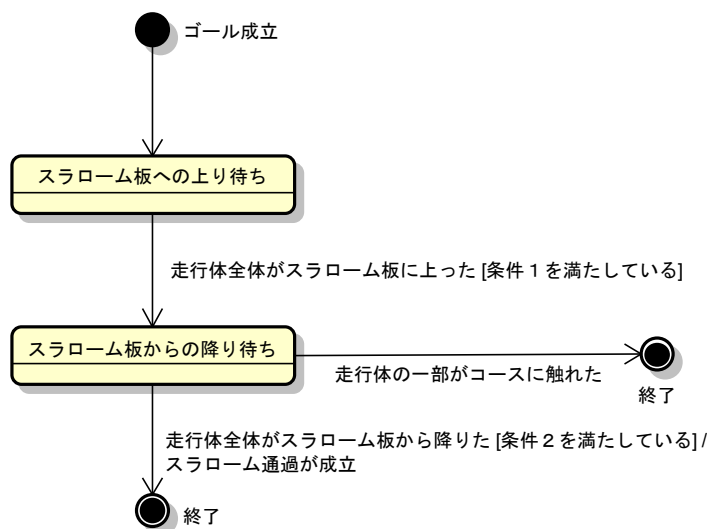 ゴール成立
スラローム板への上り待ち
走行体全体がスラローム板に上った [条件１を満たしている]
スラローム板からの降り待ち
走行体の一部がコースに触れた
終了
走行体全体がスラローム板から降りた [条件２を満たしている] /
スラローム通過が成立
終了